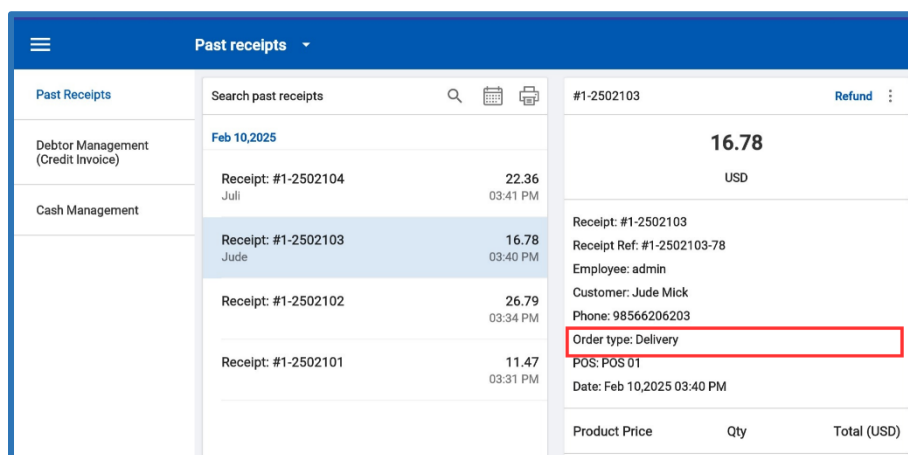 Past receipts
Past Receipts
Debtor Management
(Credit Invoice)
Cash Management
Search past receipts
Feb 10,2025
Receipt: #1-2502104 22.36
Juli 03:41 PM
Receipt: #1-2502103 16.78
Jude 03:40 PM
Receipt: #1-2502102 26.79
03:34 PM
Receipt: #1-2502101 11.47
03:31 PM
#1-2502103 Refund
16.78
USD
Receipt: #1-2502103
Receipt Ref: #1-2502103-78
Employee: admin
Customer: Jude Mick
Phone: 98566206203
Order type: Delivery
POS: POS 01
Date: Feb 10,2025 03:40 PM
Product Price Qty Total (USD)